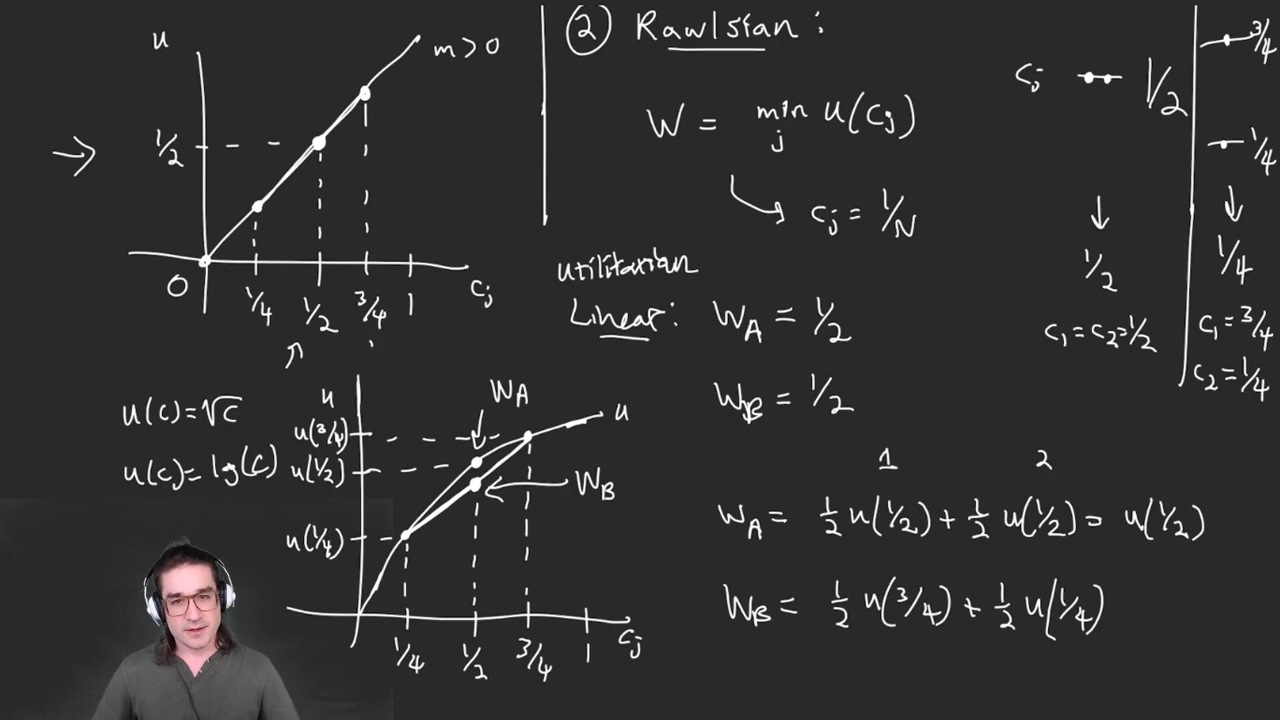 u
m > 0
1/2
0
1/4
1/2
3/4
1
cj
② Rawlsian :
W = min u(cj)
j
↳ cj = 1/N
cj
1/2
3/4
1/4
↓
↓
1/2
1/4
c1 = c2 = 1/2
c1 = 3/4
c2 = 1/4
utilitarian
Linear : WA = 1/2
WB = 1/2
u(c) = √c
u(c) = log(c)
u
u(3/4)
u(1/2)
u(1/4)
WA
u
WB
1/4
1/2
3/4
1
cj
1 2
WA = 1/2 u(1/2) + 1/2 u(1/2) = u(1/2)
WB = 1/2 u(3/4) + 1/2 u(1/4)